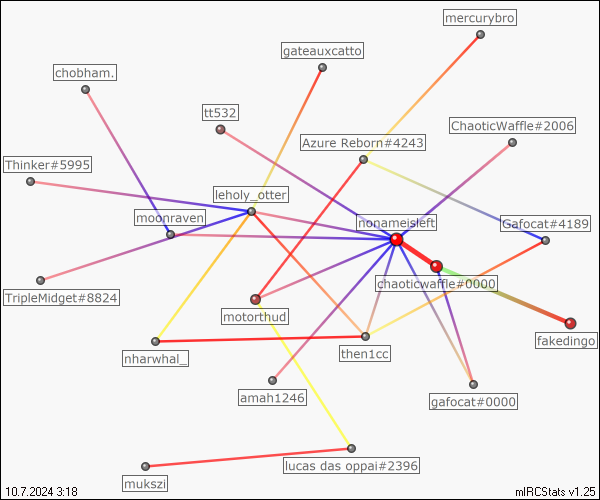 mercurybro
gateauxcatto
chobham.
tt532
ChaoticWaffle#2006
Azure Reborn#4243
Thinker#5995
leholy_otter
moonraven
nonameisleft
Gafocat#4189
chaoticwaffle#0000
TripleMidget#8824
motorthud
fakedingo
nharwhal_
then1cc
amah1246
gafocat#0000
lucas das oppai#2396
mukszi
10.7.2024 3:18
mIRCStats v1.25